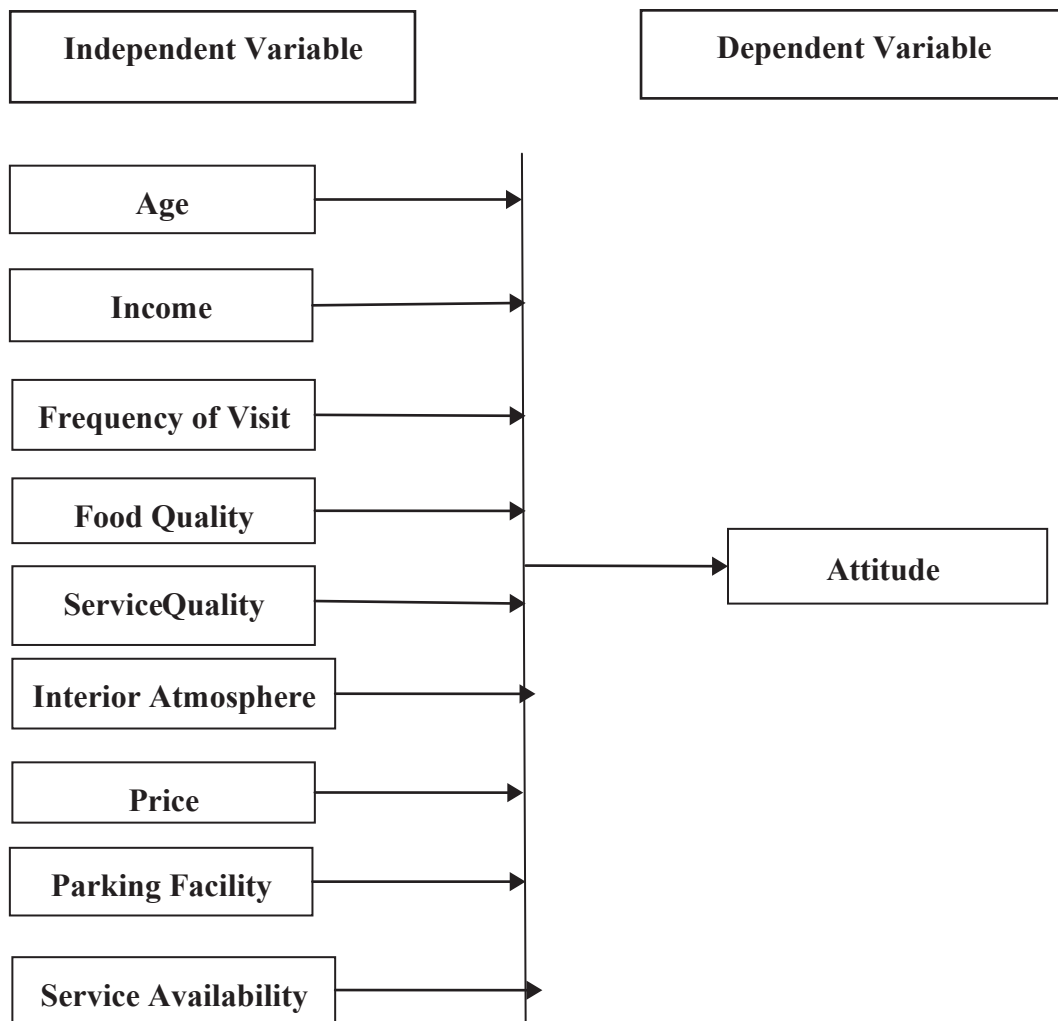 Independent Variable
Dependent Variable
Age
Income
Frequency of Visit
Food Quality
ServiceQuality
Attitude
Interior Atmosphere
Price
Parking Facility
Service Availability